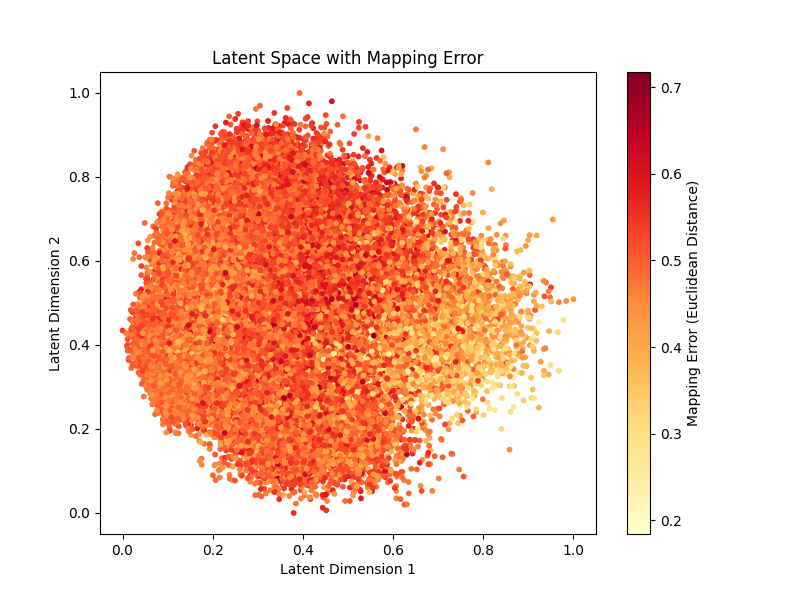 Latent Space with Mapping Error
1.0
0.8
0.6
0.4
0.2
0.0
Latent Dimension 2
0.0 0.2 0.4 0.6 0.8 1.0
Latent Dimension 1
0.7
0.6
0.5
0.4
0.3
0.2
Mapping Error (Euclidean Distance)